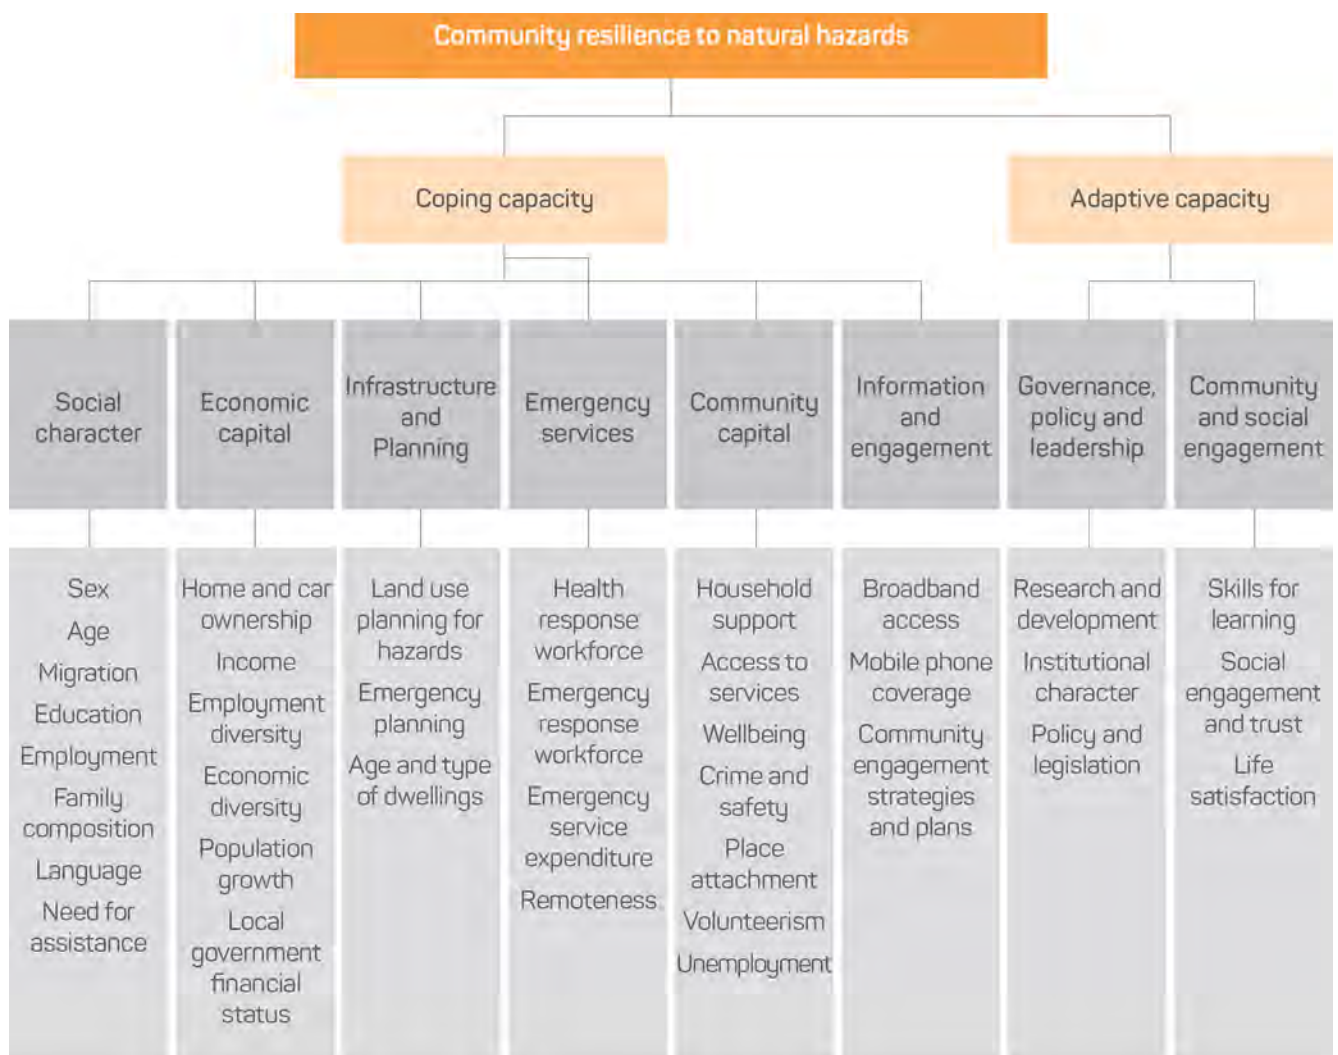 Community resilience to natural hazards
Coping capacity
Adaptive capacity
Social
character
Economic
capital
Infrastructure
and
Planning
Emergency
services
Community
capital
Information
and
engagement
Governance,
policy and
leadership
Community
and social
engagement
Sex
Age
Migration
Education
Employment
Family
composition
Language
Need for
assistance
Home and car
ownership
Income
Employment
diversity
Economic
diversity
Population
growth
Local
government
financial
status
Land use
planning for
hazards
Emergency
planning
Age and type
of dwellings
Health
response
workforce
Emergency
response
workforce
Emergency
service
expenditure
Remoteness
Household
support
Access to
services
Wellbeing
Crime and
safety
Place
attachment
Volunteerism
Unemployment
Broadband
access
Mobile phone
coverage
Community
engagement
strategies
and plans
Research and
development
Institutional
character
Policy and
legislation
Skills for
learning
Social
engagement
and trust
Life
satisfaction